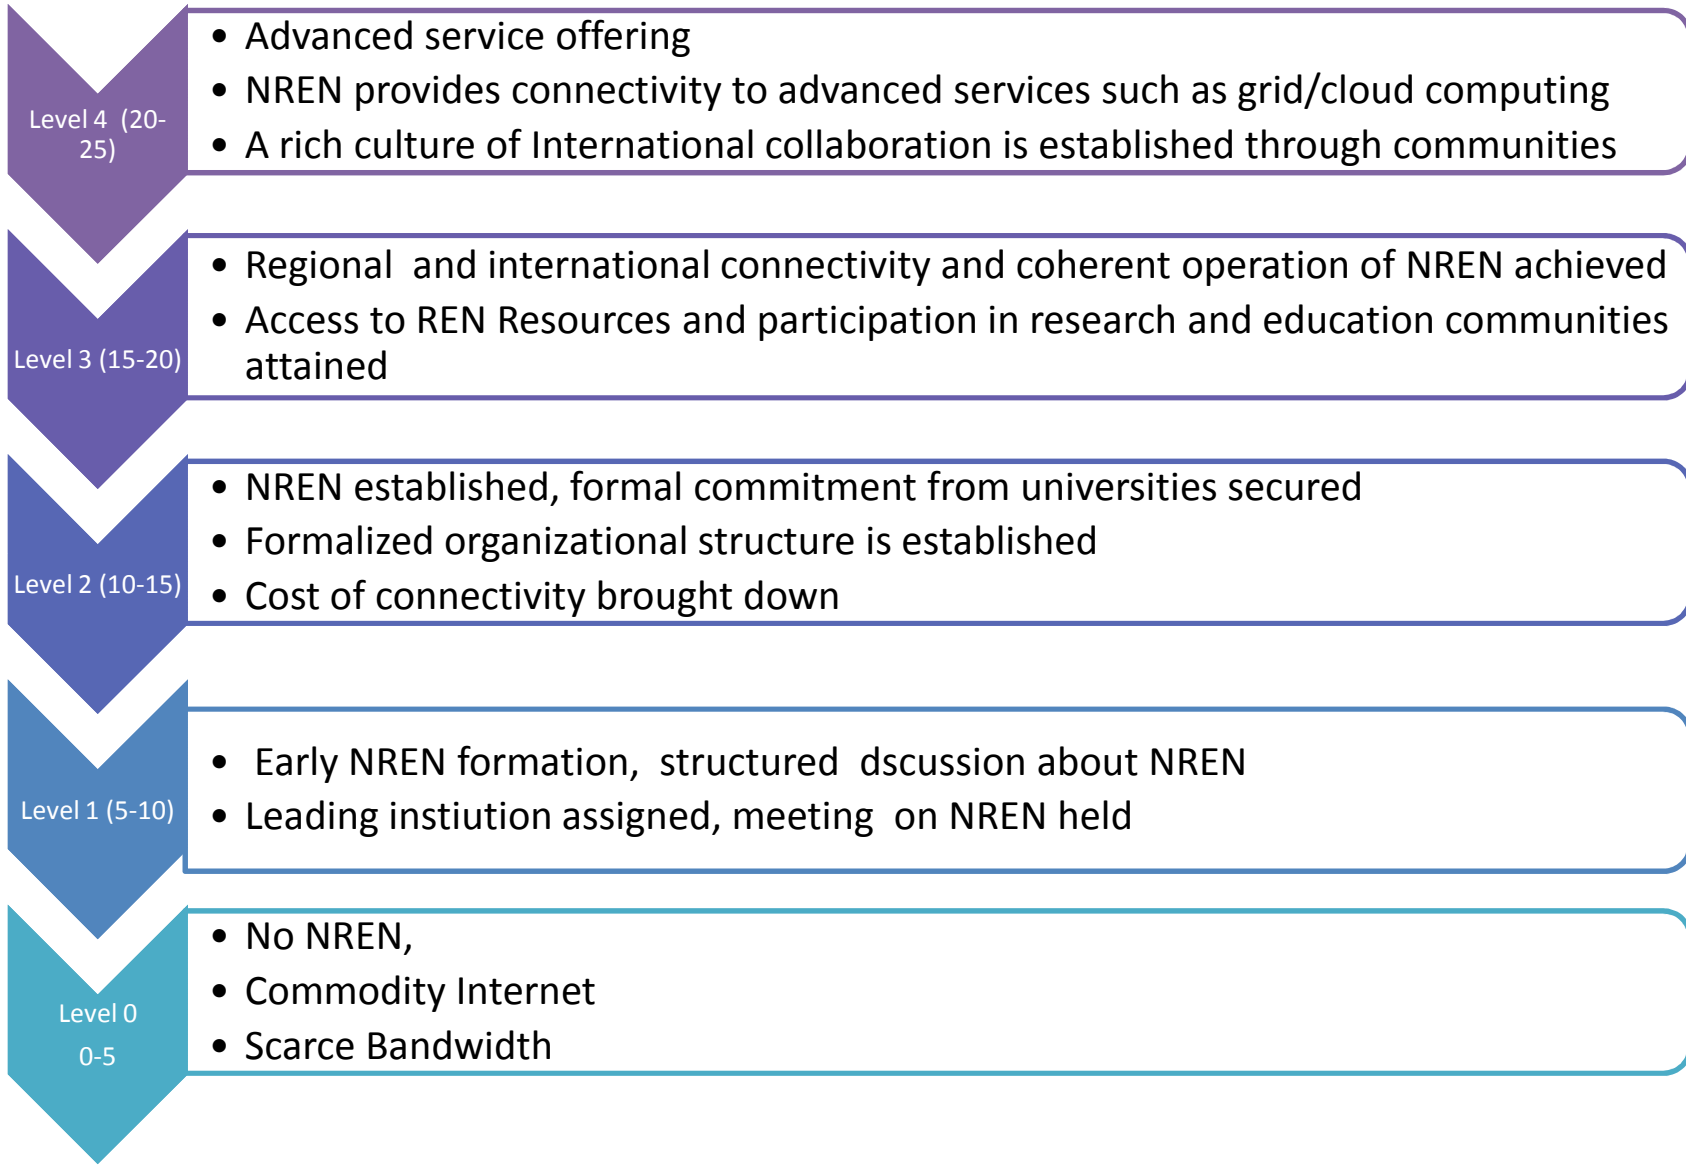 Level 4 (20-
25)
• Advanced service offering
• NREN provides connectivity to advanced services such as grid/cloud computing
• A rich culture of International collaboration is established through communities
Level 3 (15-20)
• Regional and international connectivity and coherent operation of NREN achieved
• Access to REN Resources and participation in research and education communities
attained
Level 2 (10-15)
• NREN established, formal commitment from universities secured
• Formalized organizational structure is established
• Cost of connectivity brought down
Level 1 (5-10)
• Early NREN formation, structured dscussion about NREN
• Leading instiution assigned, meeting on NREN held
Level 0
0-5
• No NREN,
• Commodity Internet
• Scarce Bandwidth